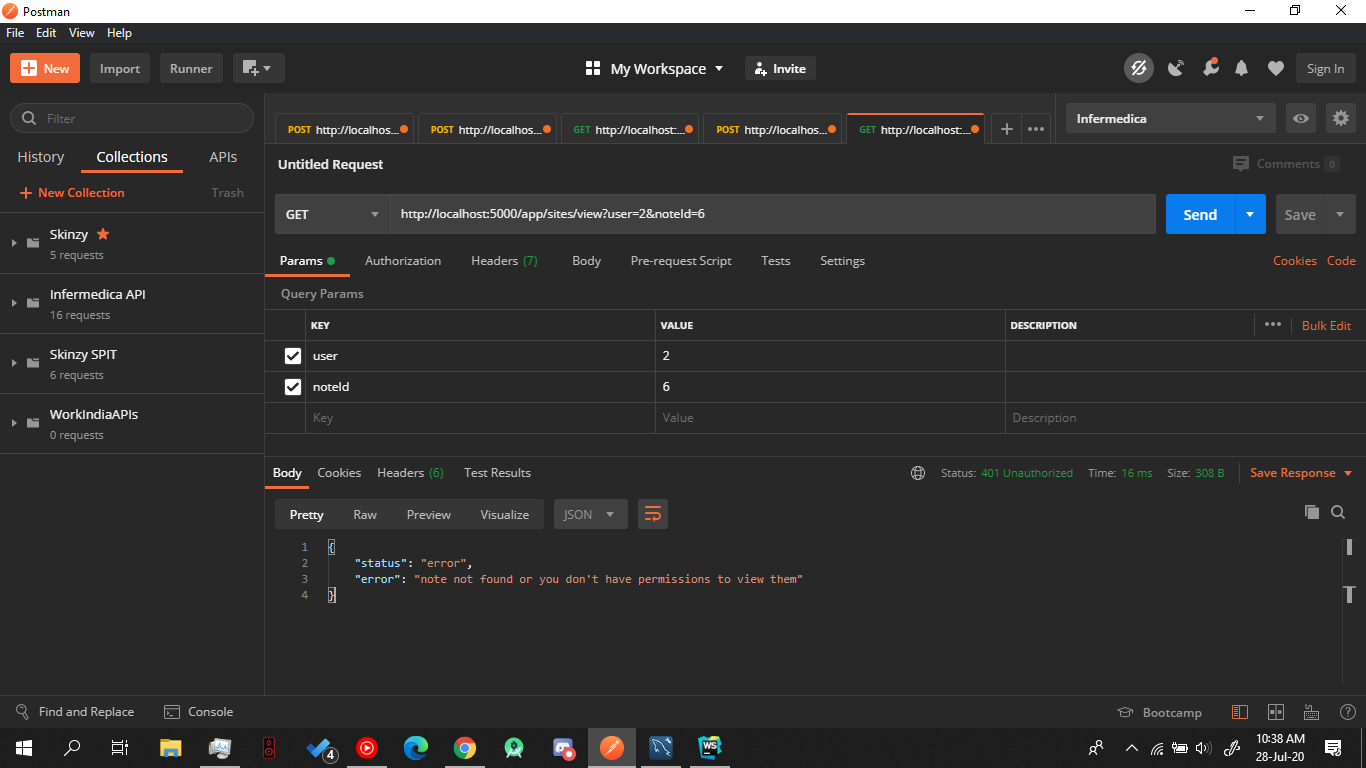 Postman
File Edit View Help
New Import Runner My Workspace Invite Sign In
Filter
POST http://localhos... POST http://localhos... GET http://localhost:... POST http://localhos... GET http://localhost:... Infermedica
History Collections APIs
Untitled Request Comments 0
New Collection Trash
GET http://localhost:5000/app/sites/view?user=2&noteId=6 Send Save
Skinzy
5 requests
Params Authorization Headers (7) Body Pre-request Script Tests Settings Cookies Code
Infermedica API
16 requests
Query Params
KEY VALUE DESCRIPTION Bulk Edit
Skinzy SPIT
6 requests
user 2
noteId 6
Key Value Description
WorkIndiaAPIs
0 requests
Body Cookies Headers (6) Test Results Status: 401 Unauthorized Time: 16 ms Size: 308 B Save Response
Pretty Raw Preview Visualize JSON
1 {
2 "status": "error",
3 "error": "note not found or you don't have permissions to view them"
4 }
Find and Replace Console Bootcamp
4 WS 10:38 AM
28-Jul-20